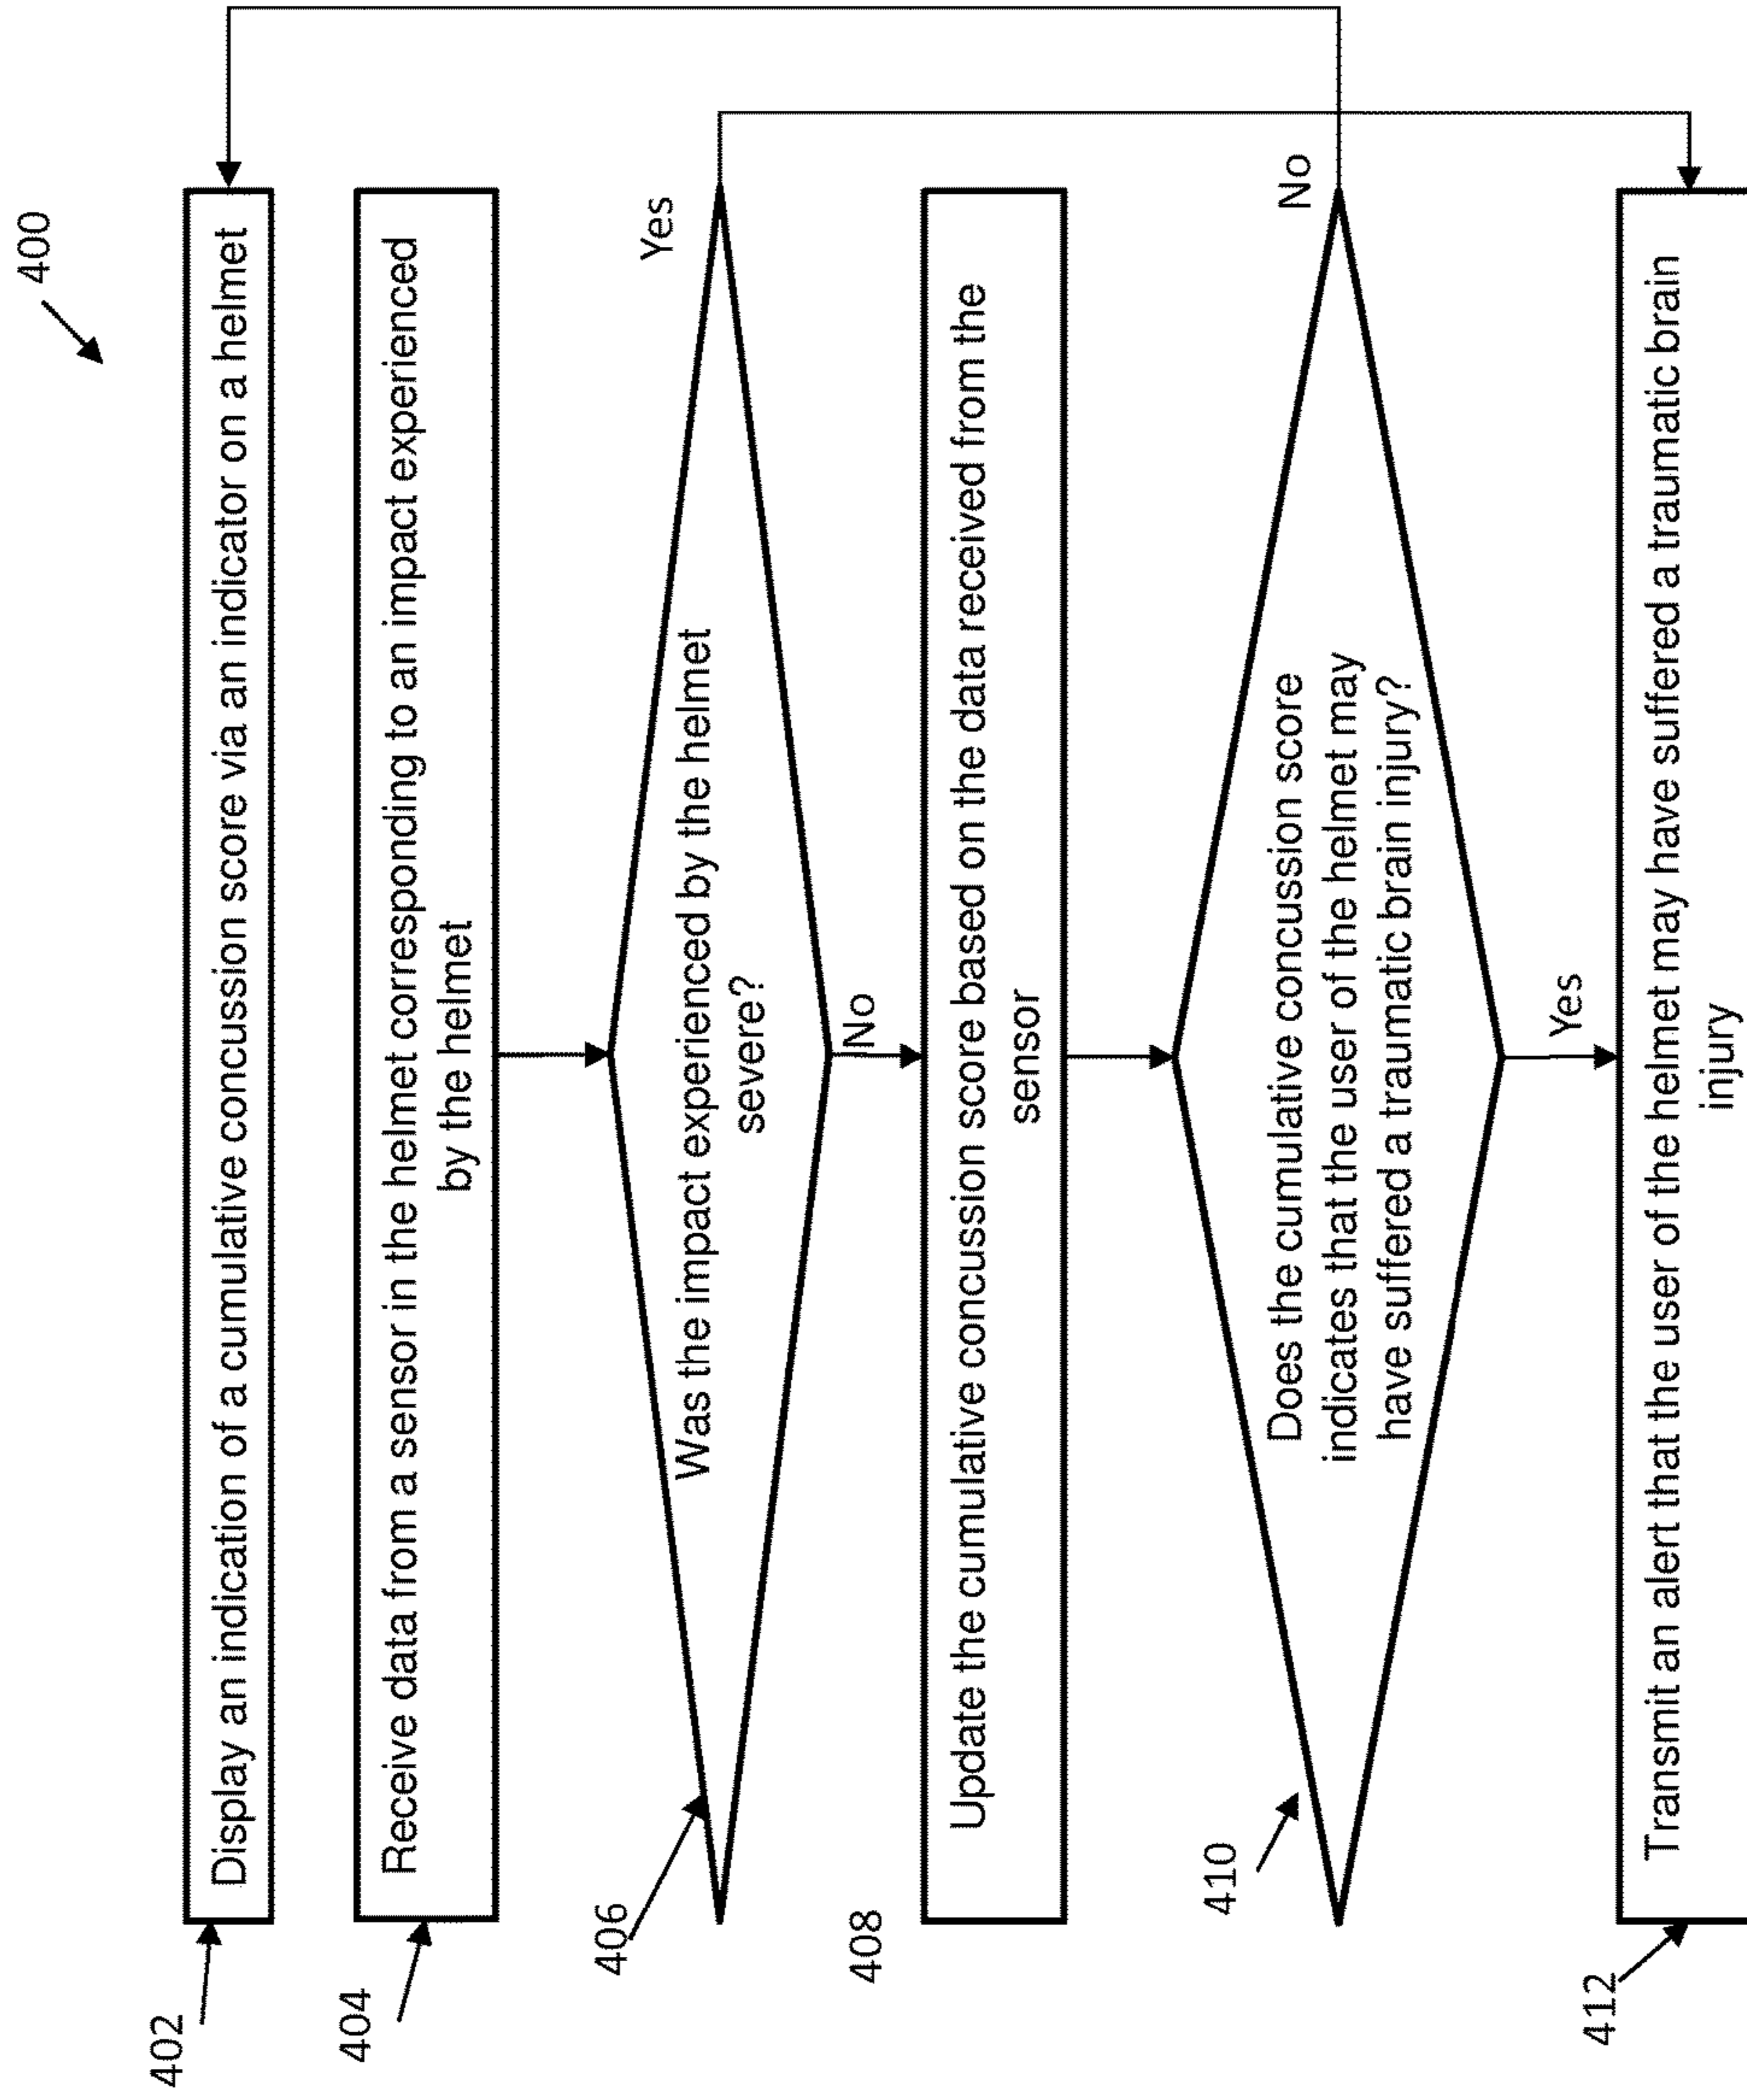 400
402
Display an indication of a cumulative concussion score via an indicator on a helmet
404
Receive data from a sensor in the helmet corresponding to an impact experienced
by the helmet
406
Was the impact experienced by the helmet
severe?
Yes
No
408
Update the cumulative concussion score based on the data received from the
sensor
410
Does the cumulative concussion score
indicates that the user of the helmet may
have suffered a traumatic brain injury?
No
Yes
412
Transmit an alert that the user of the helmet may have suffered a traumatic brain
injury